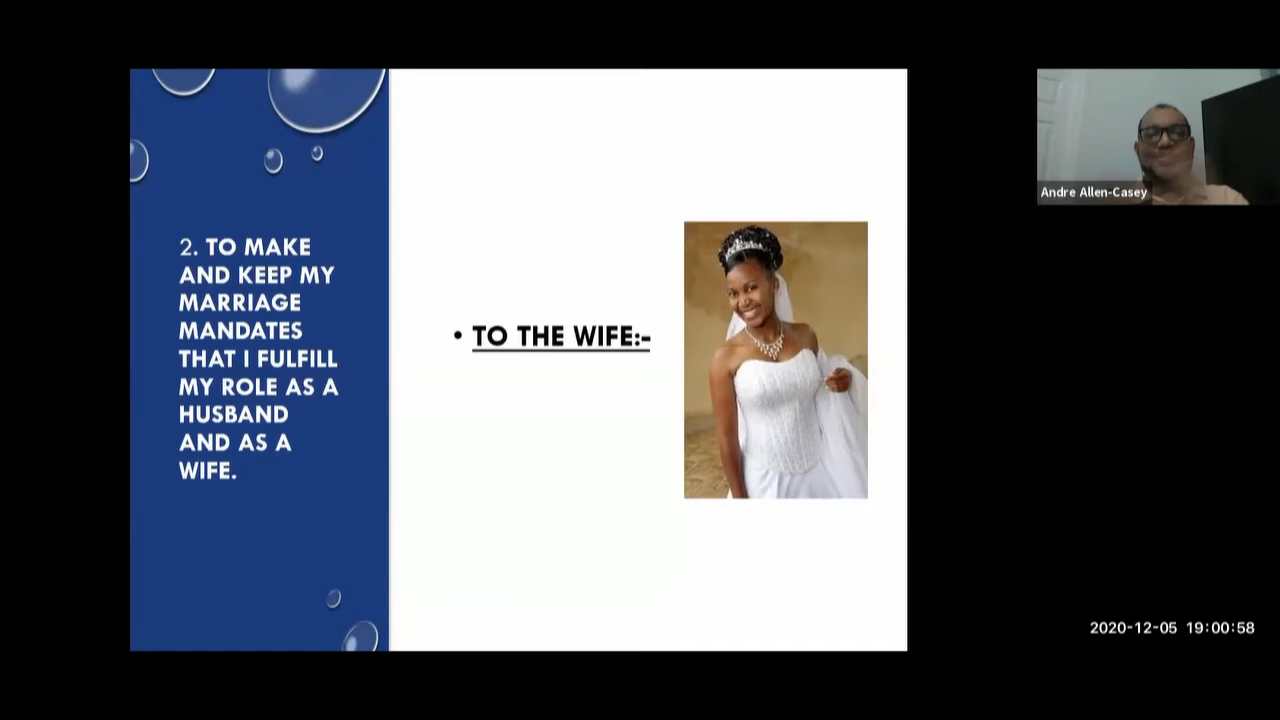 2. TO MAKE
AND KEEP MY
MARRIAGE
MANDATES
THAT I FULFILL
MY ROLE AS A
HUSBAND
AND AS A
WIFE.
• TO THE WIFE:-
Andre Allen-Casey
2020-12-05 19:00:58